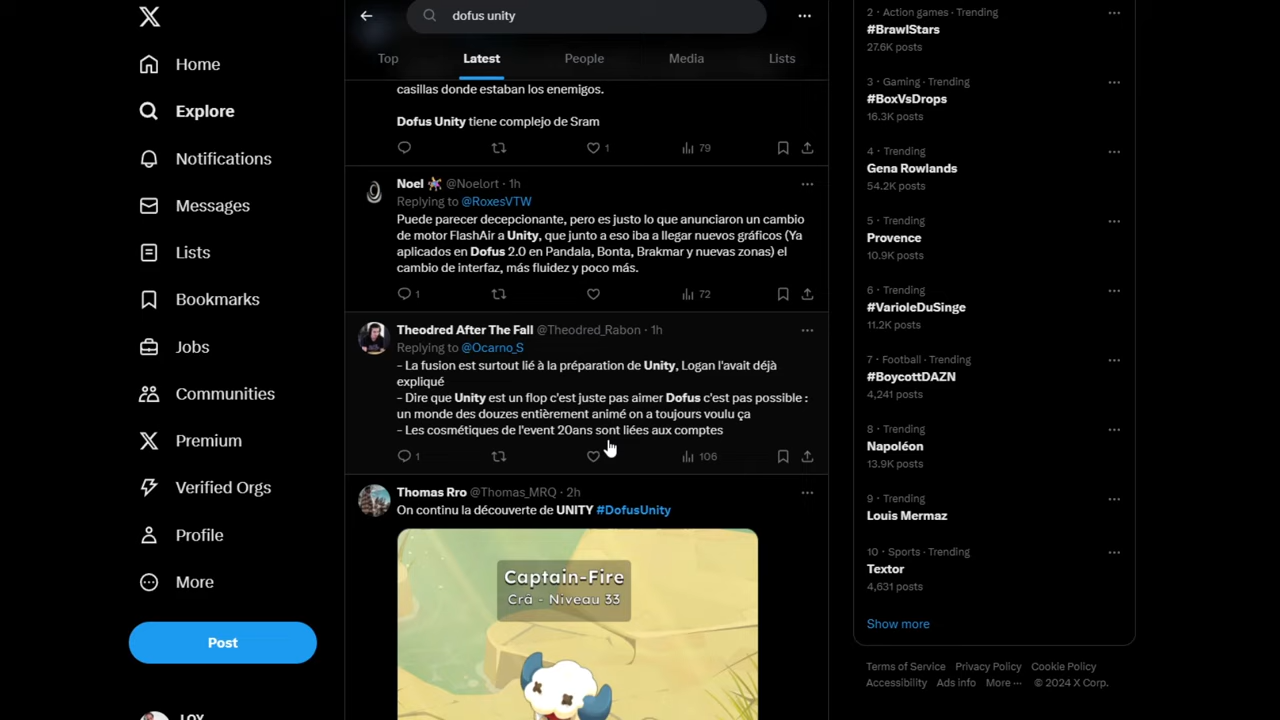 Home
Explore
Notifications
Messages
Lists
Bookmarks
Jobs
Communities
Premium
Verified Orgs
Profile
More
Post
dofus unity
Top
Latest
People
Media
Lists
casillas donde estaban los enemigos.
Dofus Unity tiene complejo de Sram
1
79
Noel @Noelort · 1h
Replying to @RoxesVTW
Puede parecer decepcionante, pero es justo lo que anunciaron un cambio
de motor FlashAir a Unity, que junto a eso iba a llegar nuevos gráficos (Ya
aplicados en Dofus 2.0 en Pandala, Bonta, Brakmar y nuevas zonas) el
cambio de interfaz, más fluidez y poco más.
1
72
Theodred After The Fall @Theodred_Rabon · 1h
Replying to @Ocarno_S
- La fusion est surtout lié à la préparation de Unity, Logan l'avait déjà
expliqué
- Dire que Unity est un flop c'est juste pas aimer Dofus c'est pas possible :
un monde des douzes entièrement animé on a toujours voulu ça
- Les cosmétiques de l'event 20ans sont liées aux comptes
1
106
Thomas Rro @Thomas_MRQ · 2h
On continu la découverte de UNITY #DofusUnity
Captain-Fire
Crâ - Niveau 33
2 · Action games · Trending
#BrawlStars
27.6K posts
3 · Gaming · Trending
#BoxVsDrops
16.3K posts
4 · Trending
Gena Rowlands
54.2K posts
5 · Trending
Provence
10.9K posts
6 · Trending
#VarioleDuSinge
11.2K posts
7 · Football · Trending
#BoycottDAZN
4,241 posts
8 · Trending
Napoléon
13.9K posts
9 · Trending
Louis Mermaz
10 · Sports · Trending
Textor
4,631 posts
Show more
Terms of Service Privacy Policy Cookie Policy
Accessibility Ads info More ··· © 2024 X Corp.